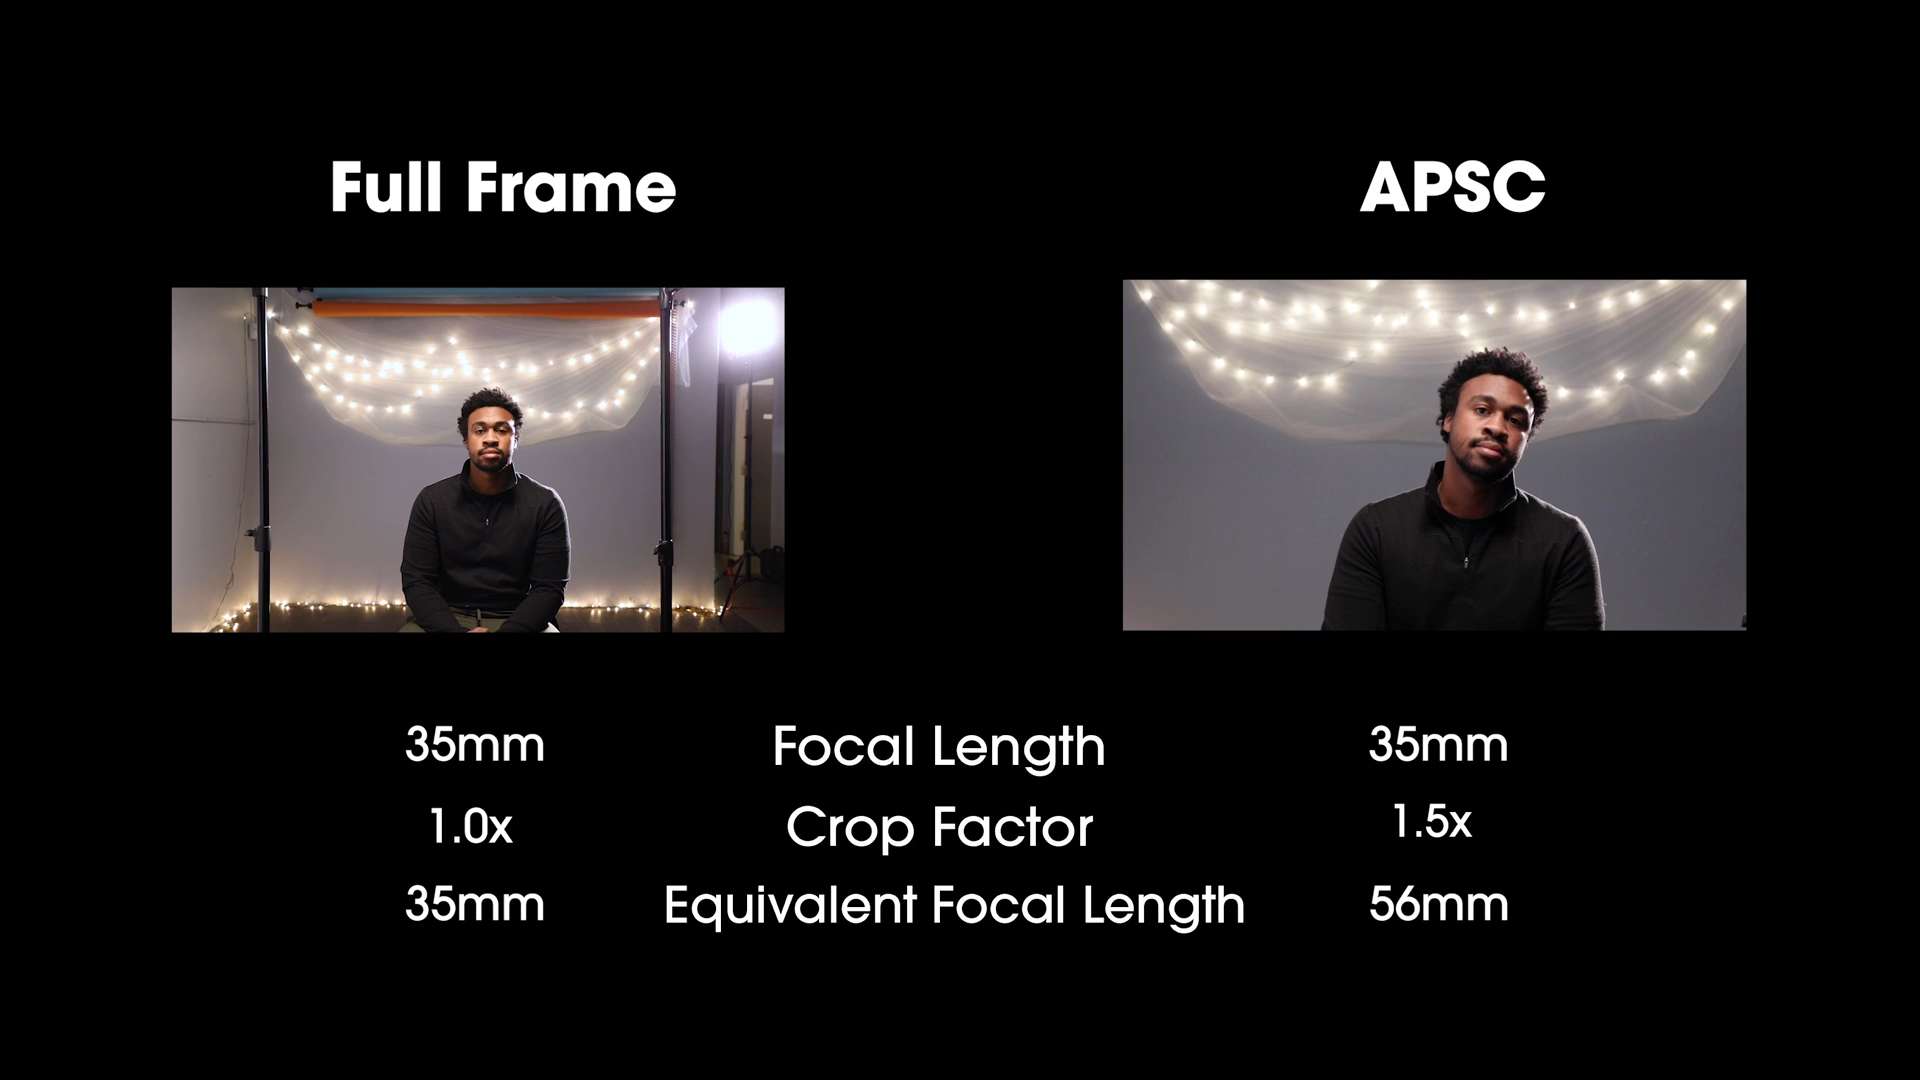 Full Frame
APSC
35mm Focal Length 35mm
1.0x Crop Factor 1.5x
35mm Equivalent Focal Length 56mm